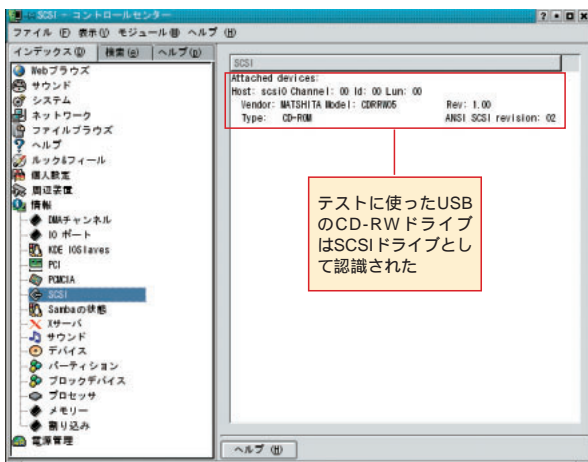 SCSI - コントロールセンター
ファイル (F) 表示(V) モジュール(M) ヘルプ (H)
インデックス(I) 検索(e) ヘルプ(p)
Webブラウズ
サウンド
システム
ネットワーク
ファイルブラウズ
ヘルプ
ルック&フィール
個人設定
周辺装置
情報
DMAチャンネル
IO ポート
KDE IOSlaves
PCI
PCMCIA
SCSI
Sambaの状態
Xサーバ
サウンド
デバイス
パーティション
ブロックデバイス
プロセッサ
メモリー
割り込み
電源管理
SCSI
Attached devices:
Host: scsi0 Channel: 00 Id: 00 Lun: 00
Vendor: MATSHITA Model: CDRRW05 Rev: 1.00
Type: CD-ROM ANSI SCSI revision: 02
テストに使ったUSB
のCD-RWドライブ
はSCSIドライブとし
て認識された
ヘルプ (H)